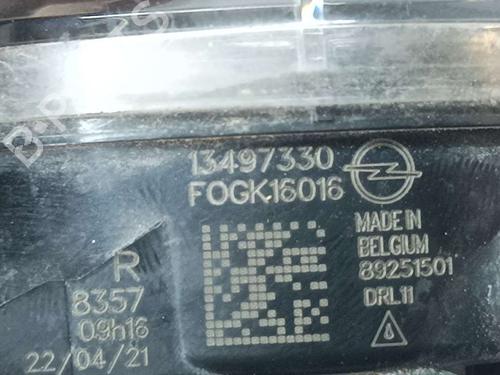 13497330
FOGK16016
MADE IN
BELGIUM
89251501
DRL11
R
8357
09h16
22/04/21